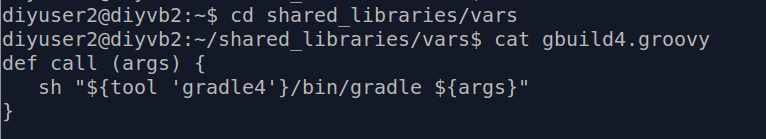 diyuser2@diyvb2:~$ cd shared_libraries/vars
diyuser2@diyvb2:~/shared_libraries/vars$ cat gbuild4.groovy
def call (args) {
   sh "${tool 'gradle4'}/bin/gradle ${args}"
}